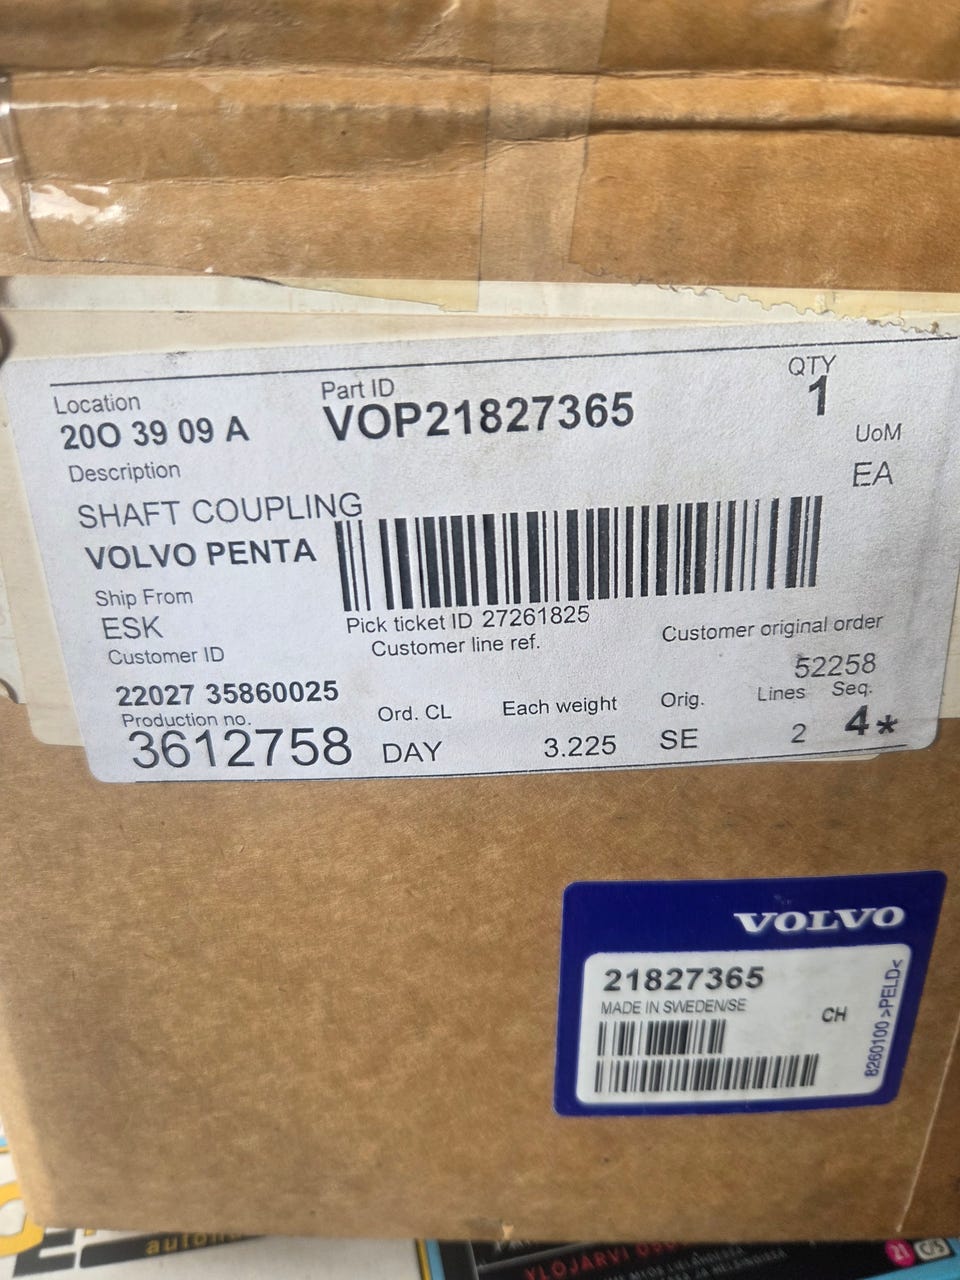 Location
Part ID
QTY
20O 39 09 A
VOP21827365
1
Description
UoM
EA
SHAFT COUPLING
VOLVO PENTA
Ship From
ESK
Pick ticket ID 27261825
Customer line ref.
Customer original order
52258
Customer ID
22027 35860025
Production no.
3612758
Ord. CL
DAY
Each weight
3.225
Orig.
SE
Lines
2
Seq.
4*
VOLVO
21827365
MADE IN SWEDEN/SE
CH
8260100 >PELD<
YLÖJÄRVI
21
C/5